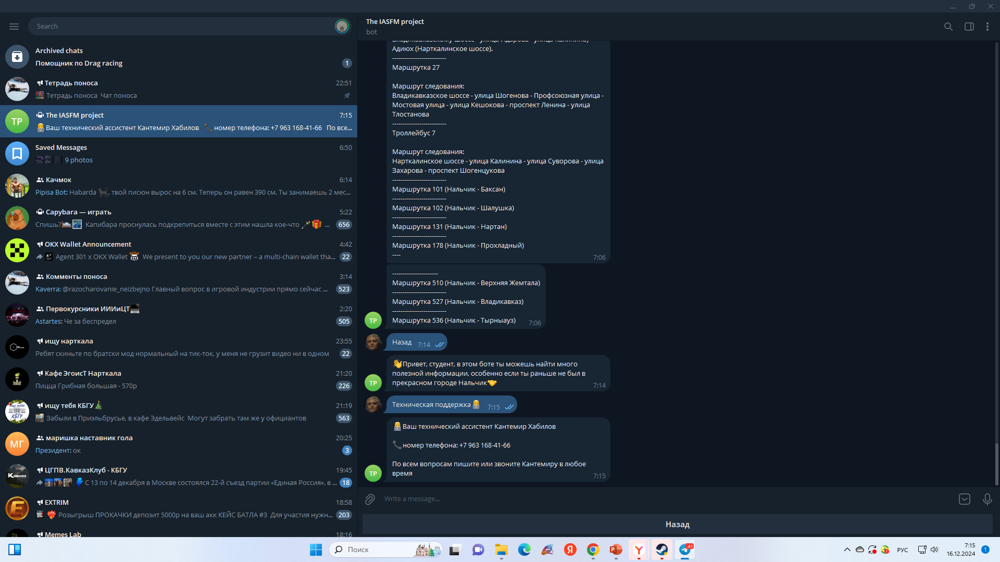 Search
Archived chats
Помощник по Drag racing
1
Тетрадь поноса
22:51
Тетрадь поноса Чат поноса
TP
The IASFM project
7:15
Ваш технический ассистент Кантемир Хабилов номер телефона: +7 963 168-41-66 По все...
Saved Messages
6:50
9 photos
Качмок
6:14
Pipisa Bot: Habarda, твой писюн вырос на 6 см. Теперь он равен 390 см. Ты занимаешь 2 мес...
Capybara — играть
5:22
Спишь? Капибара проснулась подкрепиться вместе с этим нашла кое-что ...
656
OKX Wallet Announcement
4:42
Agent 301 x OKX Wallet We present to you our new partner – a multi-chain wallet tha...
22
Комменты поноса
3:14
Kaverra: @razocharovanie_neizbejno Главный вопрос в игровой индустрии прямо сейчас ...
523
Первокурсники ИИИиЦТ
2:20
Astartes: Че за беспредел
505
ищу нарткала
23:55
Ребят скиньте по братски мод нормальный на тик-ток, у меня не грузит видео ни в одном
22
Кафе ЭгоисТ Нарткала
21:20
Пицца Грибная большая - 570р
226
ищу тебя КБГУ
21:19
Забыли в Приэльбрусье, в кафе Эдельвейс Могут забрать там же у официантов
563
МГ
маришка наставник гола
20:25
Президент: ок
3
ЦГПВ.КавказКлуб - КБГУ
19:45
С 13 по 14 декабря в Москве состоялся 22-й съезд партии «Единая Россия», в ...
18
EXTRIM
18:58
Розыгрыш ПРОКАЧКИ депозит 5000р на ваш акк КЕЙС БАТЛА #3 Для участия нужн...
203
Memes Lab
18:16
The IASFM project
bot
Владикавказскому шоссе - улица Идарова - улица Калинина)
Адиюх (Нарткалинское шоссе).
--------------------------
Маршрутка 27
Маршрут следования:
Владикавказское шоссе - улица Шогенова - Профсоюзная улица -
Мостовая улица - улица Кешокова - проспект Ленина - улица
Тлостанова
--------------------------
Троллейбус 7
Маршрут следования:
Нарткалинское шоссе - улица Калинина - улица Суворова - улица
Захарова - проспект Шогенцукова
--------------------------
Маршрутка 101 (Нальчик - Баксан)
--------------------------
Маршрутка 102 (Нальчик - Шалушка)
--------------------------
Маршрутка 131 (Нальчик - Нартан)
--------------------------
Маршрутка 178 (Нальчик - Прохладный)
----
7:06
----------------------
Маршрутка 510 (Нальчик - Верхняя Жемтала)
--------------------------
Маршрутка 527 (Нальчик - Владикавказ)
--------------------------
Маршрутка 536 (Нальчик - Тырныауз)
7:06
TP
Назад 7:14
Привет, студент, в этом боте ты можешь найти много
полезной информации, особенно если ты раньше не был в
прекрасном городе Нальчик
7:14
TP
Техническая поддержка 7:15
Ваш технический ассистент Кантемир Хабилов
номер телефона: +7 963 168-41-66
По всем вопросам пишите или звоните Кантемиру в любое
время
7:15
TP
Write a message...
Назад
Поиск
41
РУС
7:15
16.12.2024
1